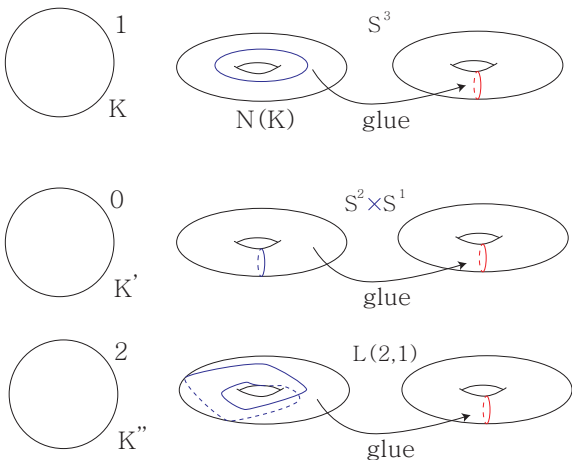 1 S³
K N(K) glue
0 S²×S¹
K' glue
2 L(2,1)
K" glue